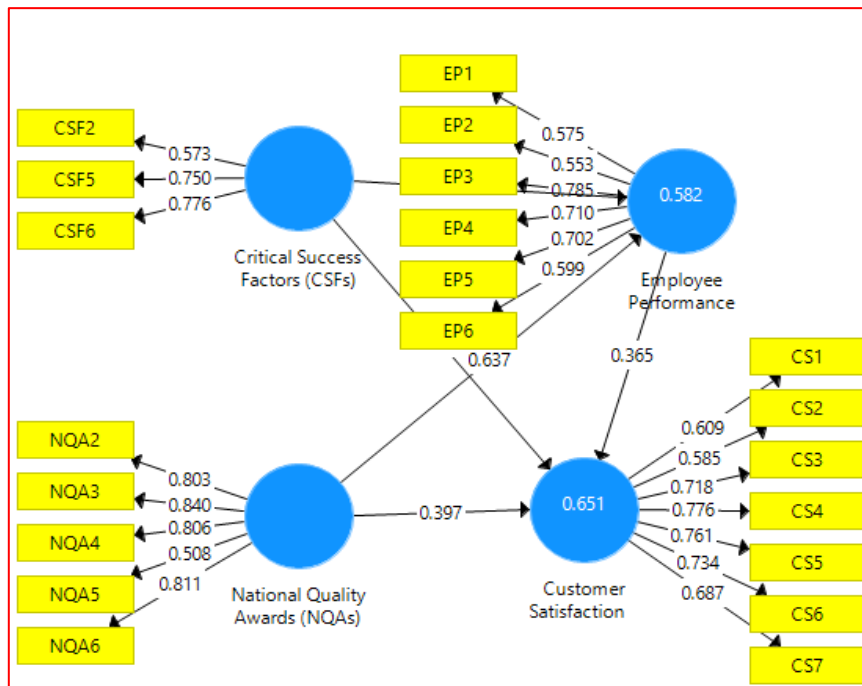 EP1
EP2
EP3
EP4
EP5
EP6
0.575
0.553
0.785
0.710
0.702
0.599
CSF2
CSF5
CSF6
0.573
0.750
0.776
Critical Success
Factors (CSFs)
0.582
Employee
Performance
0.637
0.365
NQA2
NQA3
NQA4
NQA5
NQA6
0.803
0.840
0.806
0.508
0.811
National Quality
Awards (NQAs)
0.397
0.651
Customer
Satisfaction
0.609
0.585
0.718
0.776
0.761
0.734
0.687
CS1
CS2
CS3
CS4
CS5
CS6
CS7